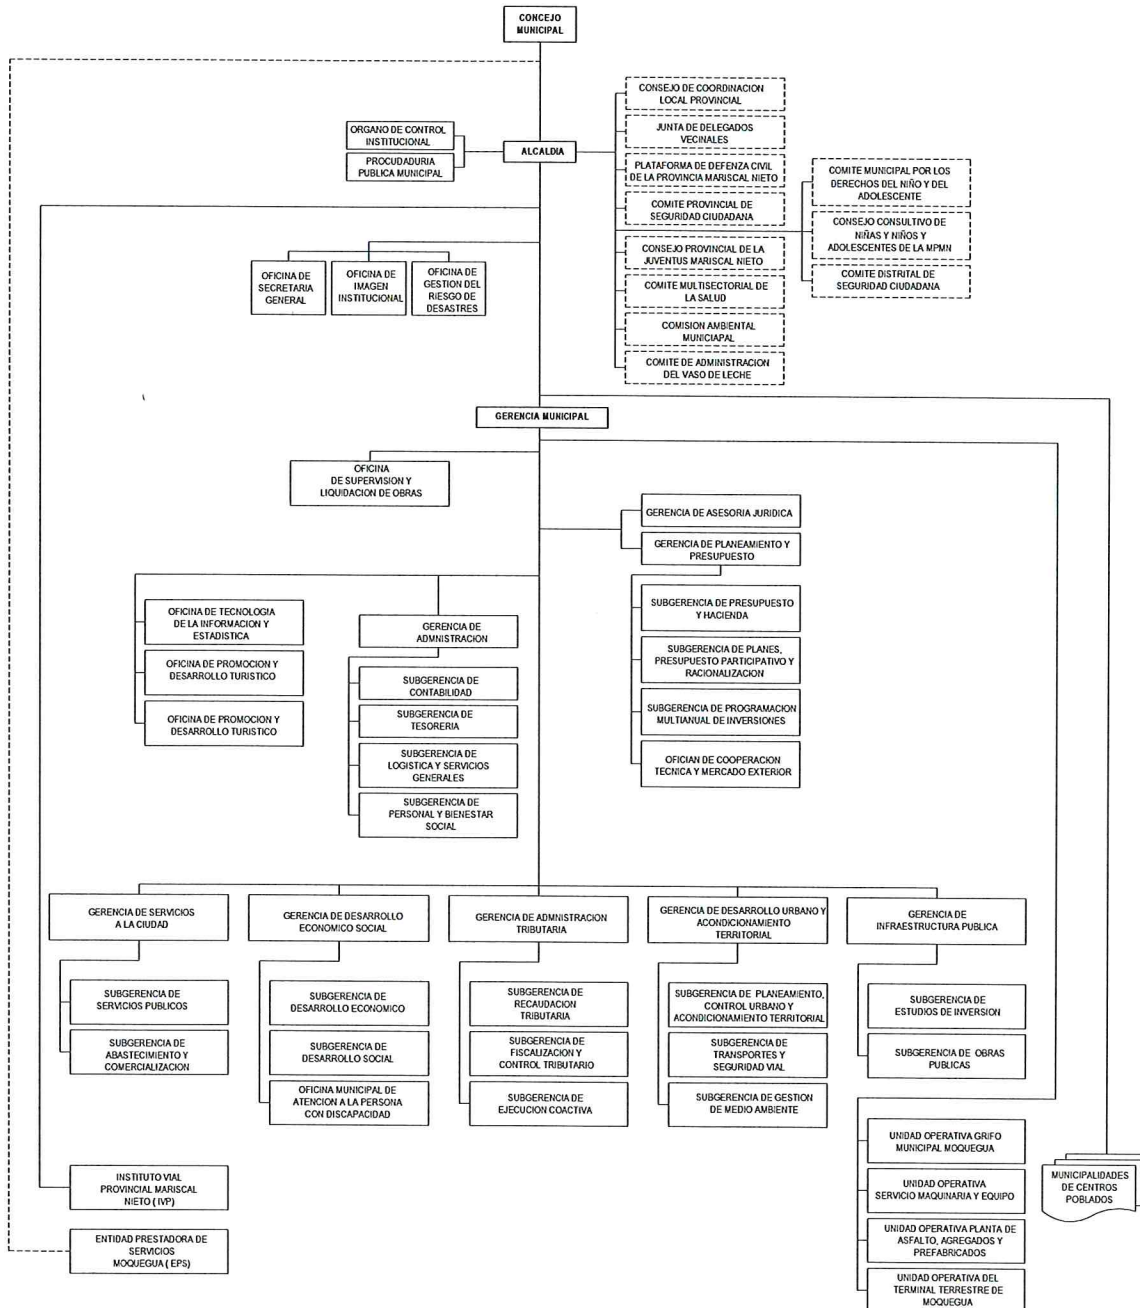 CONCEJO
MUNICIPAL
CONSEJO DE COORDINACION
LOCAL PROVINCIAL
ORGANO DE CONTROL
INSTITUCIONAL
PROCUDADURIA
PUBLICA MUNICIPAL
ALCALDIA
JUNTA DE DELEGADOS
VECINALES
PLATAFORMA DE DEFENZA CIVIL
DE LA PROVINCIA MARISCAL NIETO
COMITE PROVINCIAL DE
SEGURIDAD CIUDADANA
CONSEJO PROVINCIAL DE LA
JUVENTUS MARISCAL NIETO
COMITE MULTISECTORIAL DE
LA SALUD
COMISION AMBIENTAL
MUNICIAPAL
COMITE DE ADMINISTRACION
DEL VASO DE LECHE
COMITE MUNICIPAL POR LOS
DERECHOS DEL NIÑO Y DEL
ADOLESCENTE
CONSEJO CONSULTIVO DE
NIÑAS Y NIÑOS Y
ADOLESCENTES DE LA MPMN
COMITE DISTRITAL DE
SEGURIDAD CIUDADANA
OFICINA DE
SECRETARIA
GENERAL
OFICINA DE
IMAGEN
INSTITUCIONAL
OFICINA DE
GESTION DEL
RIESGO DE
DESASTRES
GERENCIA MUNICIPAL
OFICINA
DE SUPERVISION Y
LIQUIDACION DE OBRAS
GERENCIA DE ASESORIA JURIDICA
GERENCIA DE PLANEAMIENTO Y
PRESUPUESTO
SUBGERENCIA DE PRESUPUESTO
Y HACIENDA
SUBGERENCIA DE PLANES,
PRESUPUESTO PARTICIPATIVO Y
RACIONALIZACION
SUBGERENCIA DE PROGRAMACION
MULTIANUAL DE INVERSIONES
OFICIAN DE COOPERACION
TECNICA Y MERCADO EXTERIOR
OFICINA DE TECNOLOGIA
DE LA INFORMACION Y
ESTADISTICA
OFICINA DE PROMOCION Y
DESARROLLO TURISTICO
OFICINA DE PROMOCION Y
DESARROLLO TURISTICO
GERENCIA DE
ADMNISTRACION
SUBGERENCIA DE
CONTABILIDAD
SUBGERENCIA DE
TESORERIA
SUBGERENCIA DE
LOGISTICA Y SERVICIOS
GENERALES
SUBGERENCIA DE
PERSONAL Y BIENESTAR
SOCIAL
GERENCIA DE SERVICIOS
A LA CIUDAD
GERENCIA DE DESARROLLO
ECONOMICO SOCIAL
GERENCIA DE ADMNISTRACION
TRIBUTARIA
GERENCIA DE DESARROLLO URBANO Y
ACONDICIONAMIENTO
TERRITORIAL
GERENCIA DE
INFRAESTRUCTURA PUBLICA
SUBGERENCIA DE
SERVICIOS PUBLICOS
SUBGERENCIA DE
ABASTECIMIENTO Y
COMERCIALIZACION
SUBGERENCIA DE
DESARROLLO ECONOMICO
SUBGERENCIA DE
DESARROLLO SOCIAL
OFICINA MUNICIPAL DE
ATENCION A LA PERSONA
CON DISCAPACIDAD
SUBGERENCIA DE
RECAUDACION
TRIBUTARIA
SUBGERENCIA DE
FISCALIZACION Y
CONTROL TRIBUTARIO
SUBGERENCIA DE
EJECUCION COACTIVA
SUBGERENCIA DE PLANEAMIENTO,
CONTROL URBANO Y
ACONDICIONAMIENTO TERRITORIAL
SUBGERENCIA DE
TRANSPORTES Y
SEGURIDAD VIAL
SUBGERENCIA DE GESTION
DE MEDIO AMBIENTE
SUBGERENCIA DE
ESTUDIOS DE INVERSION
SUBGERENCIA DE OBRAS
PUBLICAS
UNIDAD OPERATIVA GRIFO
MUNICIPAL MOQUEGUA
UNIDAD OPERATIVA
SERVICIO MAQUINARIA Y EQUIPO
UNIDAD OPERATIVA PLANTA DE
ASFALTO, AGREGADOS Y
PREFABRICADOS
UNIDAD OPERATIVA DEL
TERMINAL TERRESTRE DE
MOQUEGUA
MUNICIPALIDADES
DE CENTROS
POBLADOS
INSTITUTO VIAL
PROVINCIAL MARISCAL
NIETO ( IVP)
ENTIDAD PRESTADORA DE
SERVICIOS
MOQUEGUA ( EPS)